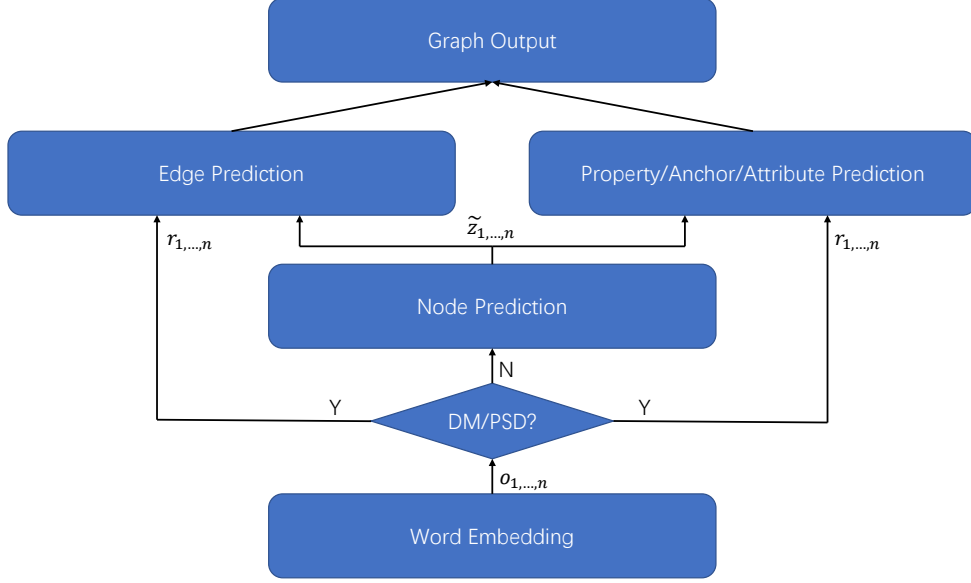 Graph Output
Edge Prediction
Property/Anchor/Attribute Prediction
r₁,…,ₙ
z̃₁,…,ₙ
r₁,…,ₙ
Node Prediction
N
Y
DM/PSD?
Y
o₁,…,ₙ
Word Embedding